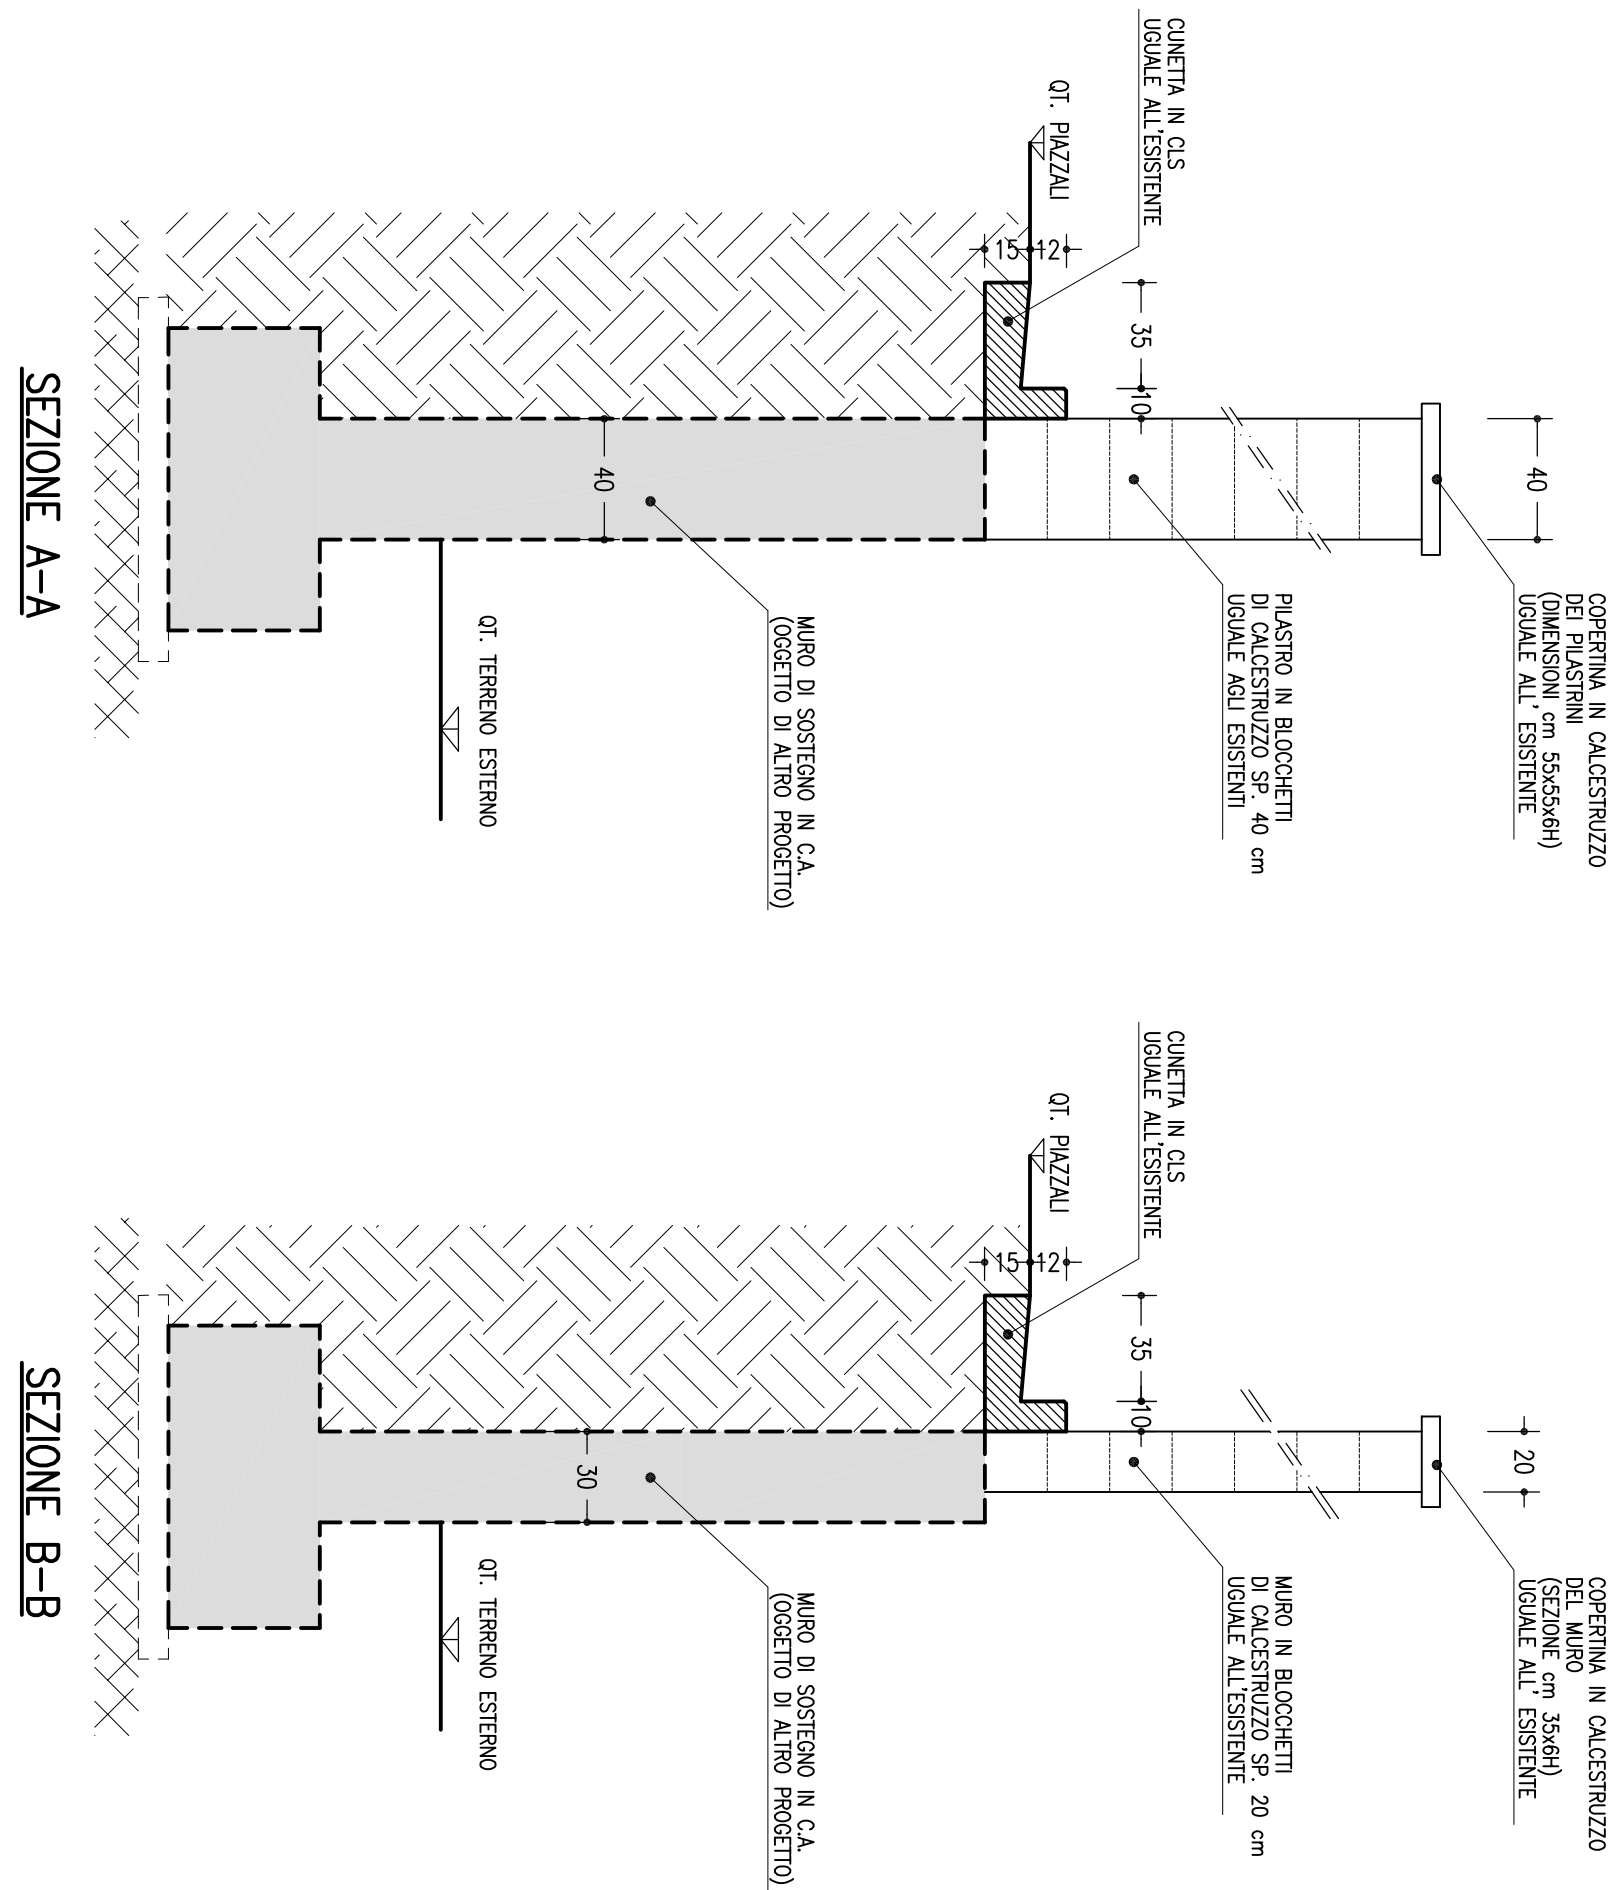 COPERTINA IN CALCESTRUZZO
DEI PILASTRINI
(DIMENSIONI cm 55x55x6H)
UGUALE ALL' ESISTENTE
40
PILASTRO IN BLOCCHETTI
DI CALCESTRUZZO SP. 40 cm
UGUALE AGLI ESISTENTI
CUNETTA IN CLS
UGUALE ALL'ESISTENTE
35
10
QT. PIAZZALI
12
15
MURO DI SOSTEGNO IN C.A.
(OGGETTO DI ALTRO PROGETTO)
40
QT. TERRENO ESTERNO
SEZIONE A-A
COPERTINA IN CALCESTRUZZO
DEL MURO
(SEZIONE cm 35x6H)
UGUALE ALL' ESISTENTE
20
MURO IN BLOCCHETTI
DI CALCESTRUZZO SP. 20 cm
UGUALE ALL'ESISTENTE
CUNETTA IN CLS
UGUALE ALL'ESISTENTE
35
10
QT. PIAZZALI
12
15
MURO DI SOSTEGNO IN C.A.
(OGGETTO DI ALTRO PROGETTO)
30
QT. TERRENO ESTERNO
SEZIONE B-B